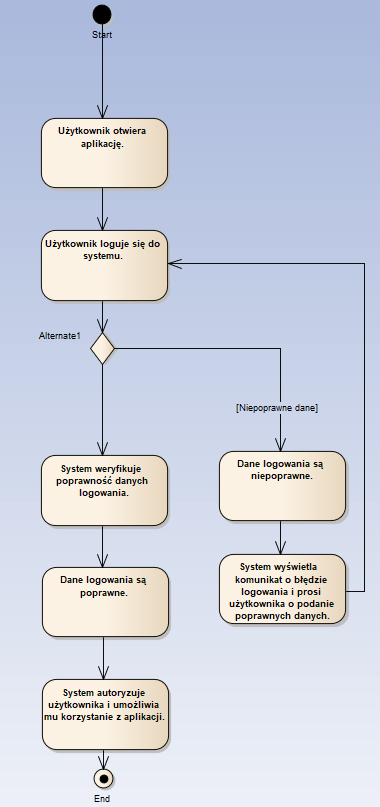 Start
Użytkownik otwiera
aplikację.
Użytkownik loguje się do
systemu.
Alternate1
[Niepoprawne dane]
System weryfikuje
poprawność danych
logowania.
Dane logowania są
niepoprawne.
Dane logowania są
poprawne.
System wyświetla
komunikat o błędzie
logowania i prosi
użytkownika o podanie
poprawnych danych.
System autoryzuje
użytkownika i umożliwia
mu korzystanie z aplikacji.
End